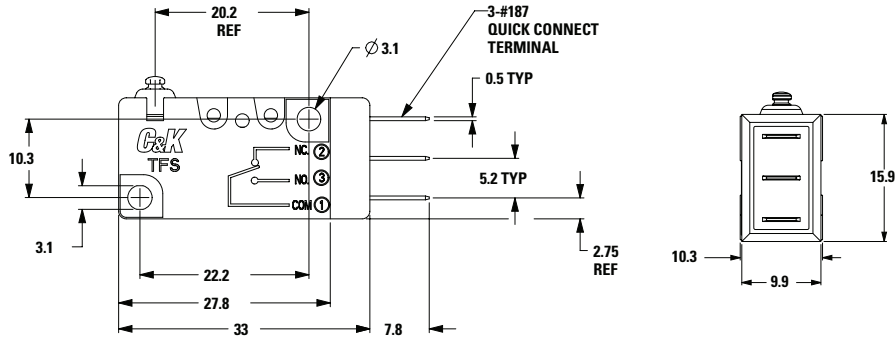 20.2
REF
3-#187
QUICK CONNECT
TERMINAL
Ø 3.1
0.5 TYP
C&K
TFS
NC. 2
NO. 3
COM 1
10.3
3.1
5.2 TYP
2.75
REF
22.2
27.8
33
7.8
15.9
10.3
9.9